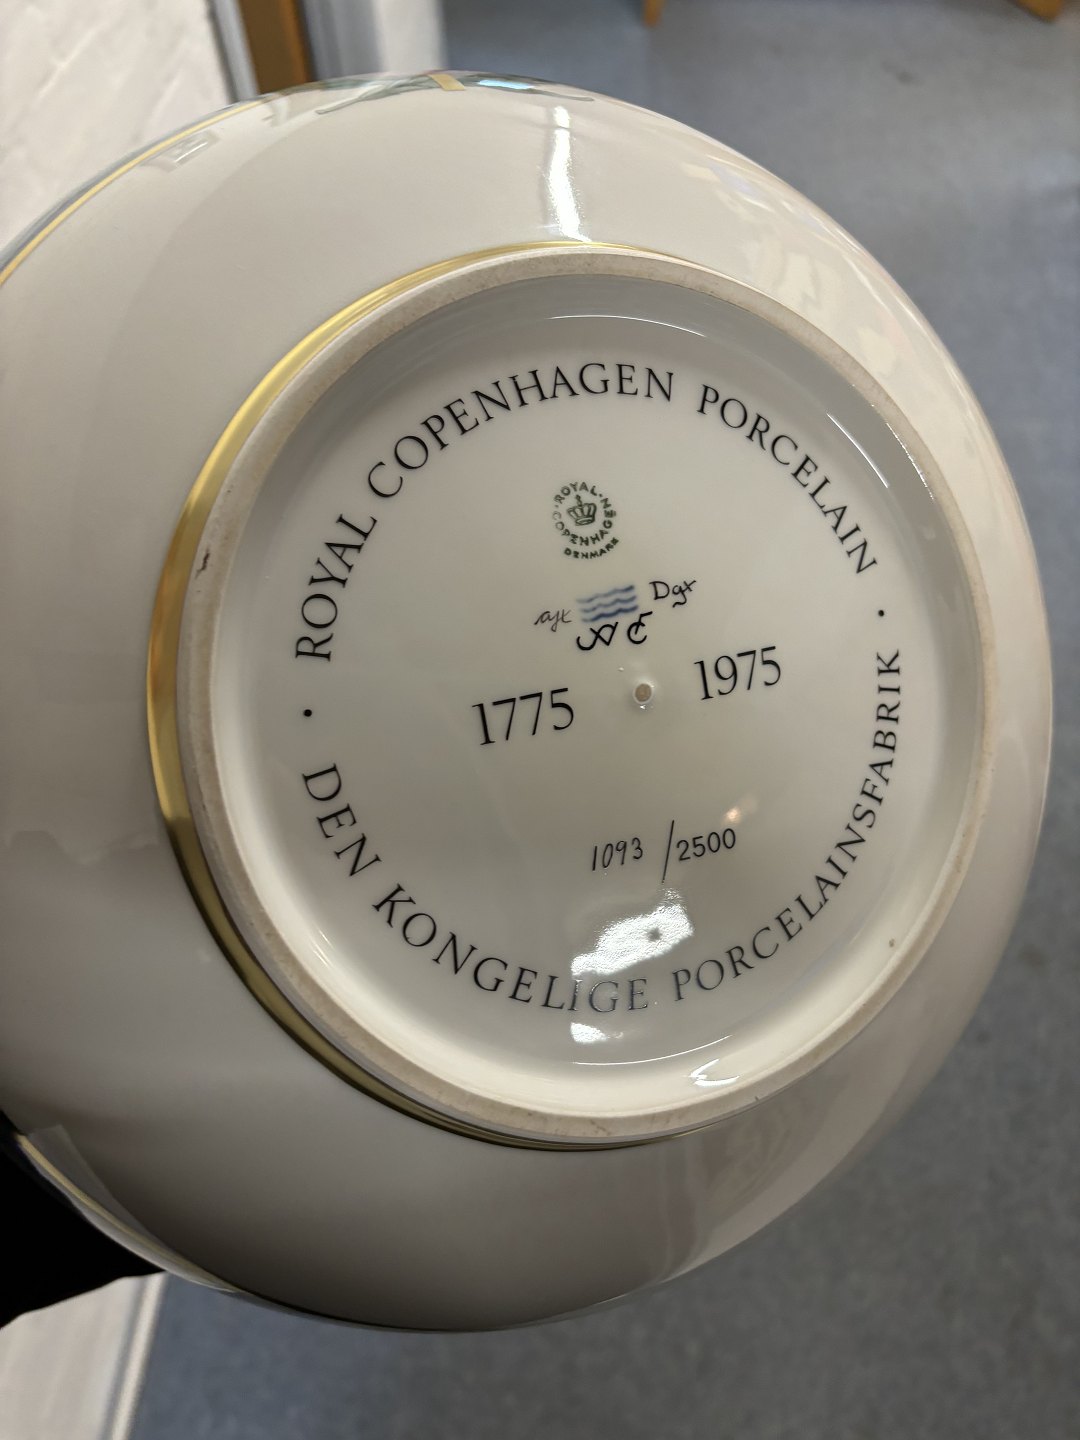 ROYAL COPENHAGEN PORCELAIN
ROYAL COPENHAGEN
DENMARK
Dgt
1775 1975
1093/2500
· DEN KONGELIGE PORCELAINSFABRIK ·